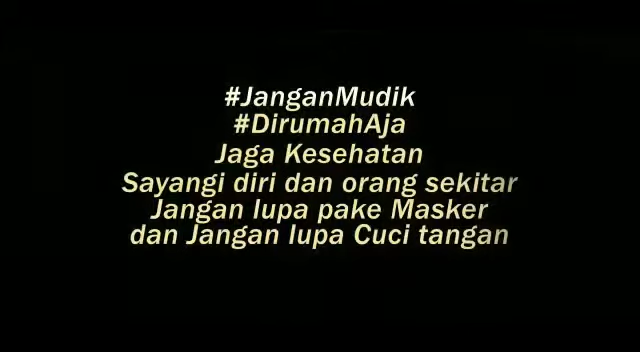 #JanganMudik
#DirumahAja
Jaga Kesehatan
Sayangi diri dan orang sekitar
Jangan lupa pake Masker
dan Jangan lupa Cuci tangan